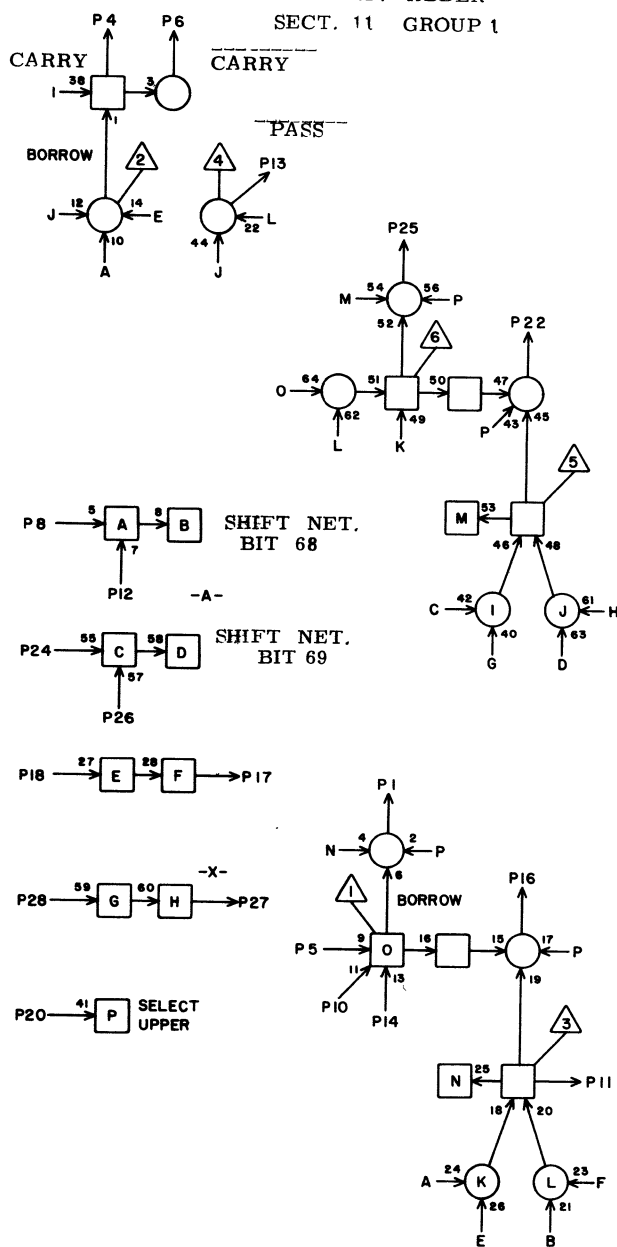 ADDER
SECT. 11 GROUP 1
P4
P6
CARRY
CARRY
38
I
3
1
PASS
BORROW
2
4
P13
12
J
14
E
10
A
L
22
44
J
P25
54
M
56
P
52
6
P22
64
O
51
50
47
62
49
43
45
L
K
P
5
53
M
46
48
42
C
I
40
J
61
H
63
G
D
5
P8
A
8
B
7
P12
SHIFT NET.
BIT 68
-A-
55
P24
C
58
D
57
P26
SHIFT NET.
BIT 69
27
P18
E
28
F
P17
59
P28
G
60
H
-X-
P27
41
P20
P
SELECT
UPPER
P1
4
N
2
P
6
BORROW
1
P16
P5
9
O
16
15
17
P
11
13
19
P10
P14
3
N
25
P11
18
20
24
A
K
26
L
23
F
21
E
B